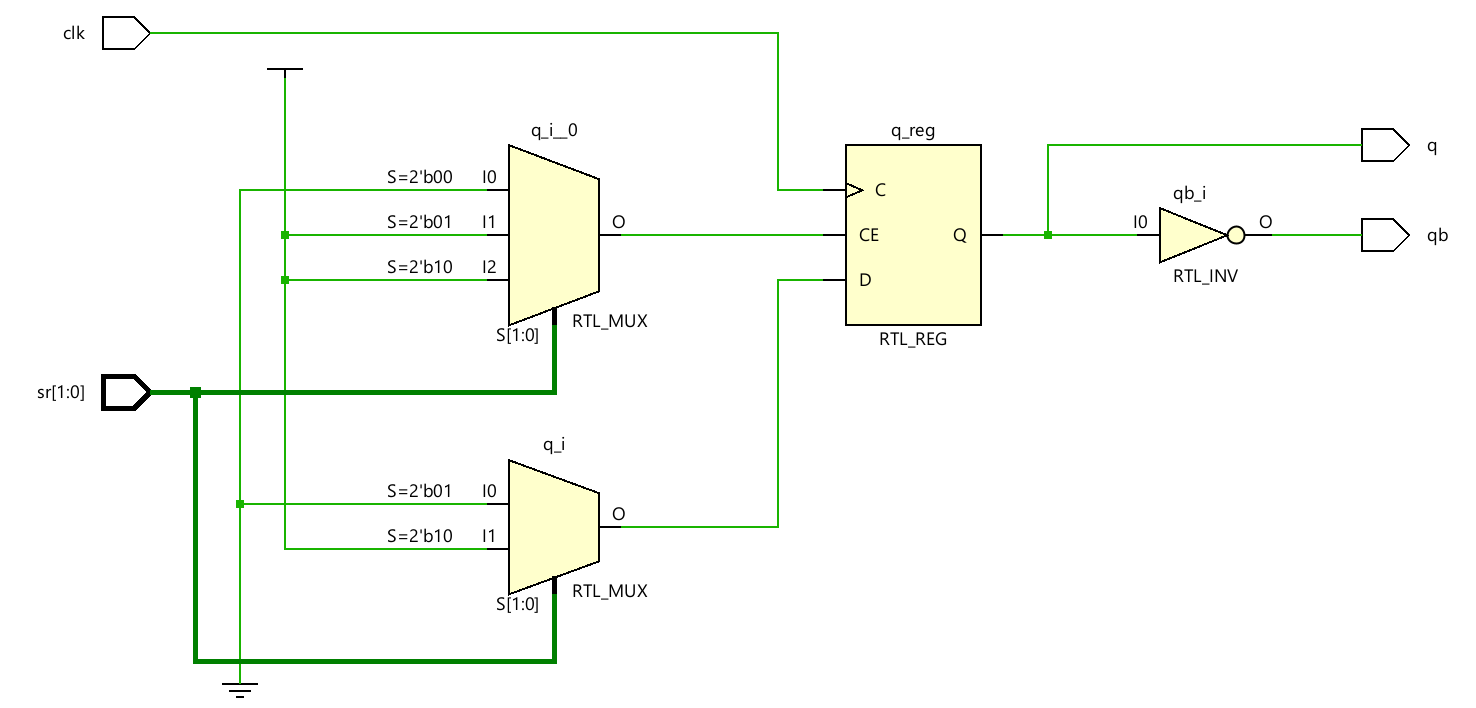 clk
q_i__0
q_reg
q
S=2'b00 I0
S=2'b01 I1
S=2'b10 I2
O
S[1:0]
RTL_MUX
C
CE
D
Q
RTL_REG
qb_i
I0
O
RTL_INV
qb
sr[1:0]
q_i
S=2'b01 I0
S=2'b10 I1
O
S[1:0]
RTL_MUX